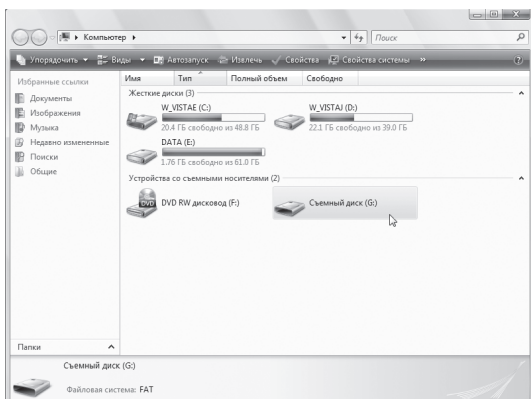 Компьютер
Поиск
Упорядочить Виды Автозапуск Извлечь Свойства Свойства системы »
Избранные ссылки
Документы
Изображения
Музыка
Недавно измененные
Поиски
Общие
Папки
Имя Тип Полный объем Свободно
Жесткие диски (3)
W_VISTAE (C:)
20.4 ГБ свободно из 48.8 ГБ
W_VISTAJ (D:)
22.1 ГБ свободно из 39.0 ГБ
DATA (E:)
1.76 ГБ свободно из 61.0 ГБ
Устройства со съемными носителями (2)
DVD
DVD RW дисковод (F:)
Съемный диск (G:)
Съемный диск (G:)
Файловая система: FAT